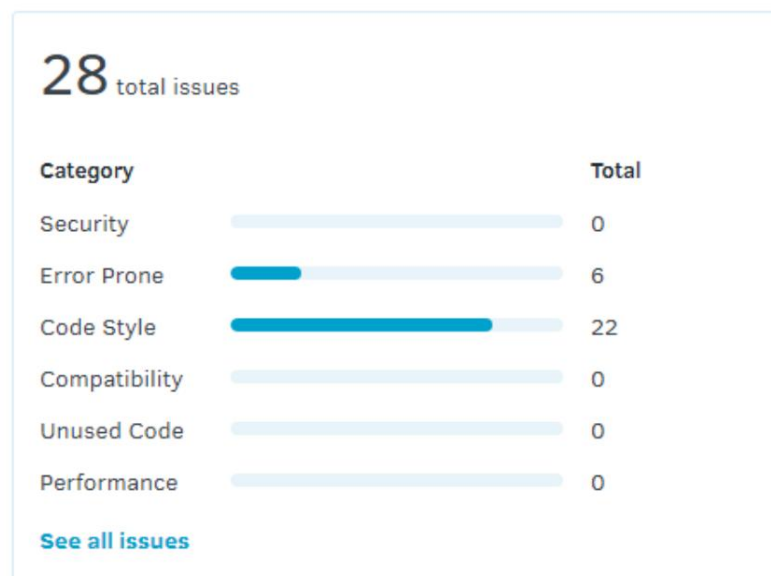 28 total issues
Category Total
Security 0
Error Prone 6
Code Style 22
Compatibility 0
Unused Code 0
Performance 0
See all issues